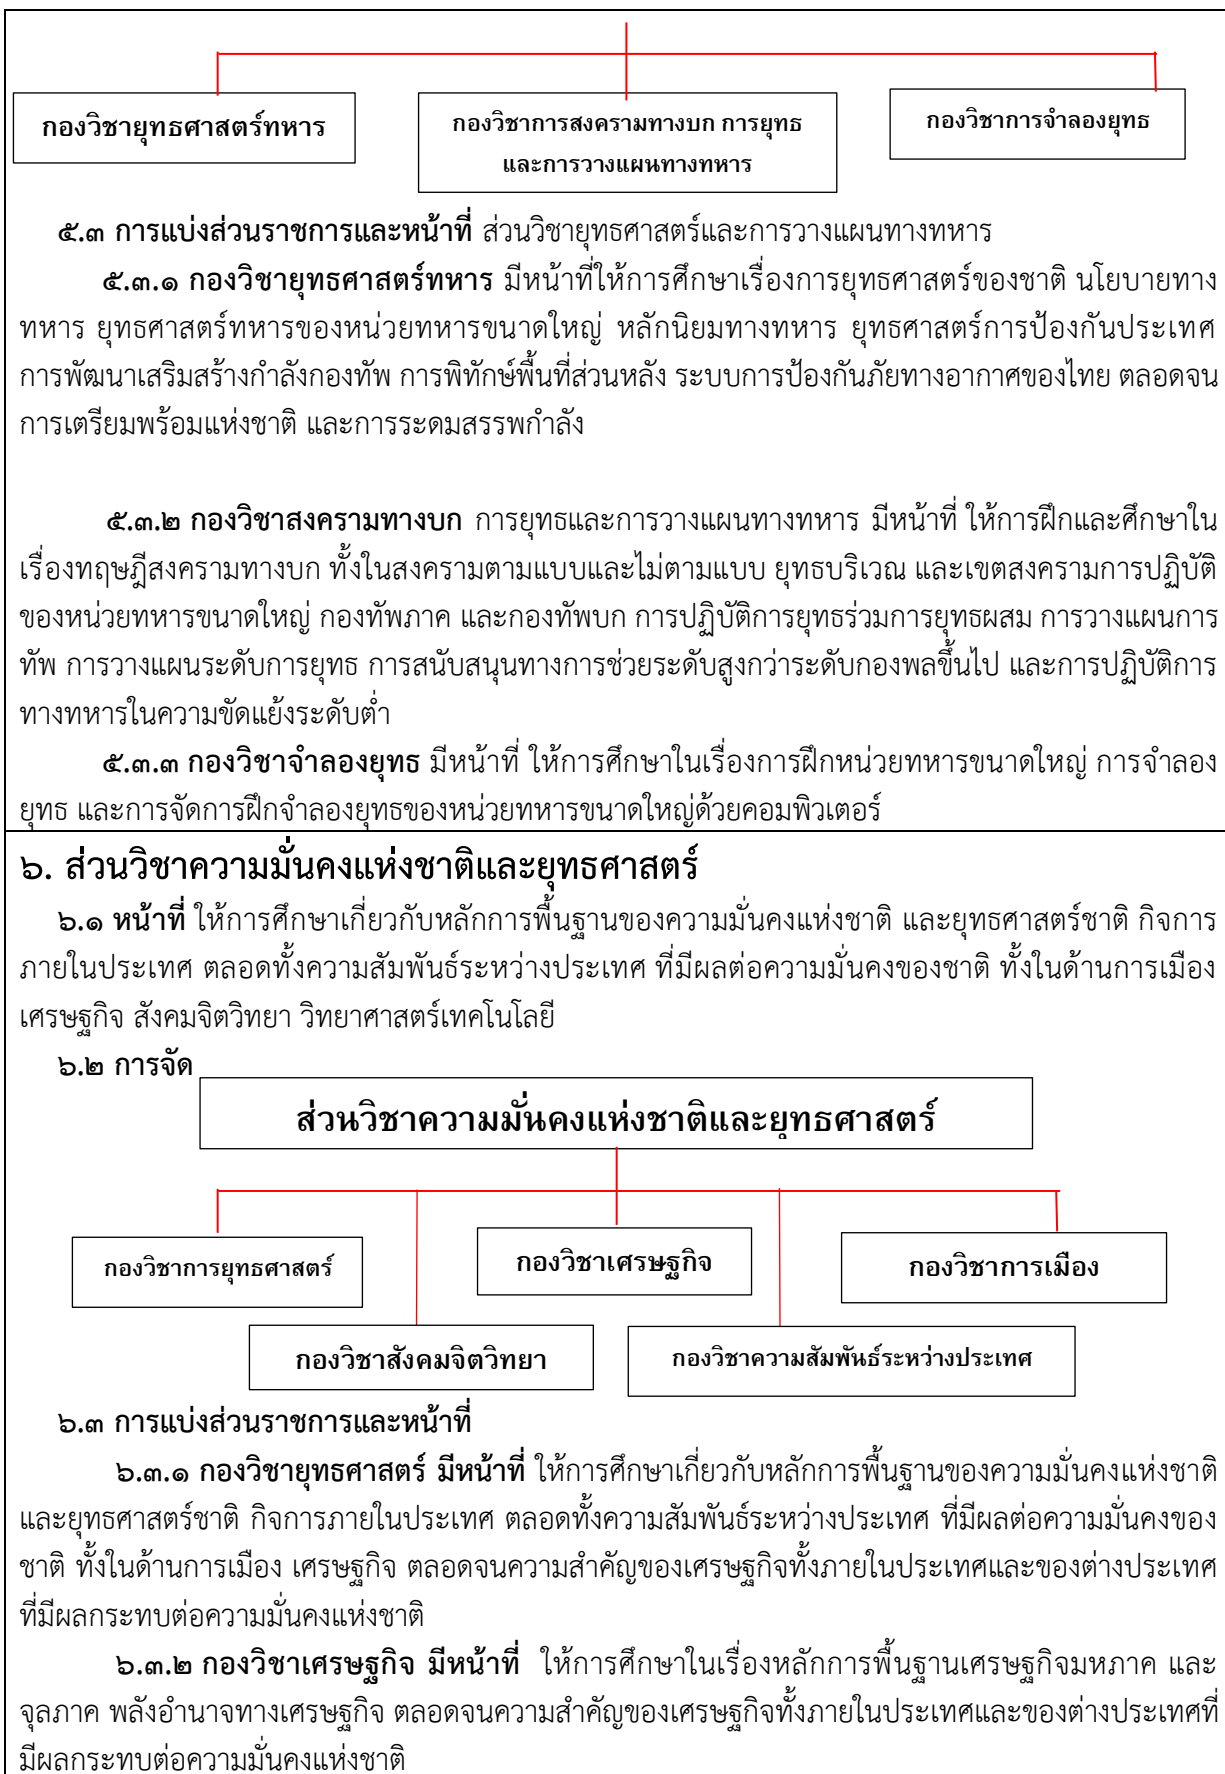 กองวิชายุทธศาสตร์ทหาร
กองวิชาการสงครามทางบก การยุทธ
และการวางแผนทางทหาร
กองวิชาการจำลองยุทธ
๕.๓ การแบ่งส่วนราชการและหน้าที่ ส่วนวิชายุทธศาสตร์และการวางแผนทางทหาร
๕.๓.๑ กองวิชายุทธศาสตร์ทหาร มีหน้าที่ให้การศึกษาเรื่องการยุทธศาสตร์ของชาติ นโยบายทาง
ทหาร ยุทธศาสตร์ทหารของหน่วยทหารขนาดใหญ่ หลักนิยมทางทหาร ยุทธศาสตร์การป้องกันประเทศ
การพัฒนาเสริมสร้างกำลังกองทัพ การพิทักษ์พื้นที่ส่วนหลัง ระบบการป้องกันภัยทางอากาศของไทย ตลอดจน
การเตรียมพร้อมแห่งชาติ และการระดมสรรพกำลัง
๕.๓.๒ กองวิชาสงครามทางบก การยุทธและการวางแผนทางทหาร มีหน้าที่ ให้การฝึกและศึกษาใน
เรื่องทฤษฎีสงครามทางบก ทั้งในสงครามตามแบบและไม่ตามแบบ ยุทธบริเวณ และเขตสงครามการปฏิบัติ
ของหน่วยทหารขนาดใหญ่ กองทัพภาค และกองทัพบก การปฏิบัติการยุทธร่วมการยุทธผสม การวางแผนการ
ทัพ การวางแผนระดับการยุทธ การสนับสนุนทางการช่วยระดับสูงกว่าระดับกองพลขึ้นไป และการปฏิบัติการ
ทางทหารในความขัดแย้งระดับต่ำ
๕.๓.๓ กองวิชาจำลองยุทธ มีหน้าที่ ให้การศึกษาในเรื่องการฝึกหน่วยทหารขนาดใหญ่ การจำลอง
ยุทธ และการจัดการฝึกจำลองยุทธของหน่วยทหารขนาดใหญ่ด้วยคอมพิวเตอร์
๖. ส่วนวิชาความมั่นคงแห่งชาติและยุทธศาสตร์
๖.๑ หน้าที่ ให้การศึกษาเกี่ยวกับหลักการพื้นฐานของความมั่นคงแห่งชาติ และยุทธศาสตร์ชาติ กิจการ
ภายในประเทศ ตลอดทั้งความสัมพันธ์ระหว่างประเทศ ที่มีผลต่อความมั่นคงของชาติ ทั้งในด้านการเมือง
เศรษฐกิจ สังคมจิตวิทยา วิทยาศาสตร์เทคโนโลยี
๖.๒ การจัด
ส่วนวิชาความมั่นคงแห่งชาติและยุทธศาสตร์
กองวิชาการยุทธศาสตร์
กองวิชาเศรษฐกิจ
กองวิชาการเมือง
กองวิชาสังคมจิตวิทยา
กองวิชาความสัมพันธ์ระหว่างประเทศ
๖.๓ การแบ่งส่วนราชการและหน้าที่
๖.๓.๑ กองวิชายุทธศาสตร์ มีหน้าที่ ให้การศึกษาเกี่ยวกับหลักการพื้นฐานของความมั่นคงแห่งชาติ
และยุทธศาสตร์ชาติ กิจการภายในประเทศ ตลอดทั้งความสัมพันธ์ระหว่างประเทศ ที่มีผลต่อความมั่นคงของ
ชาติ ทั้งในด้านการเมือง เศรษฐกิจ ตลอดจนความสำคัญของเศรษฐกิจทั้งภายในประเทศและของต่างประเทศ
ที่มีผลกระทบต่อความมั่นคงแห่งชาติ
๖.๓.๒ กองวิชาเศรษฐกิจ มีหน้าที่ ให้การศึกษาในเรื่องหลักการพื้นฐานเศรษฐกิจมหภาค และ
จุลภาค พลังอำนาจทางเศรษฐกิจ ตลอดจนความสำคัญของเศรษฐกิจทั้งภายในประเทศและของต่างประเทศที่
มีผลกระทบต่อความมั่นคงแห่งชาติ